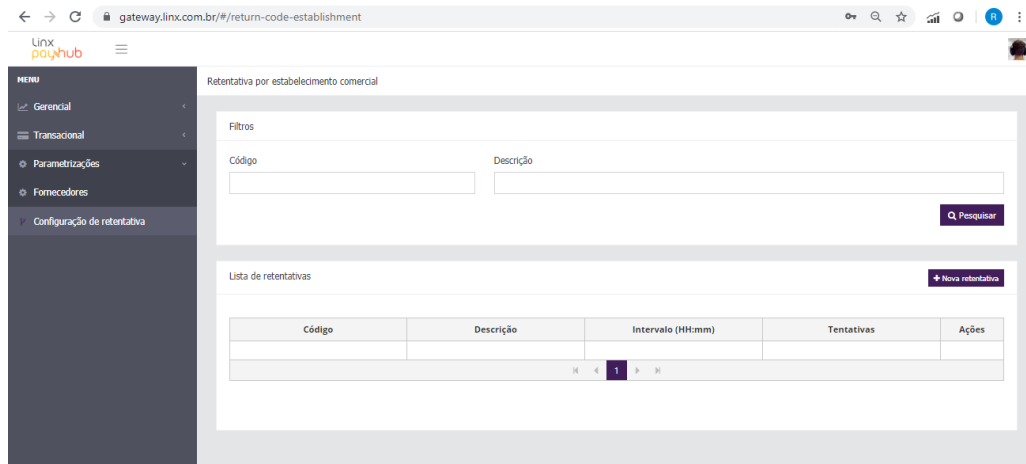 gateway.linx.com.br/#/return-code-establishment
R
Linx
payhub
MENU
Gerencial
Transacional
Parametrizações
Fornecedores
Configuração de retentativa
Retentativa por estabelecimento comercial
Filtros
Código Descrição
Pesquisar
Lista de retentativas
+ Nova retentativa
Código Descrição Intervalo (HH:mm) Tentativas Ações
1